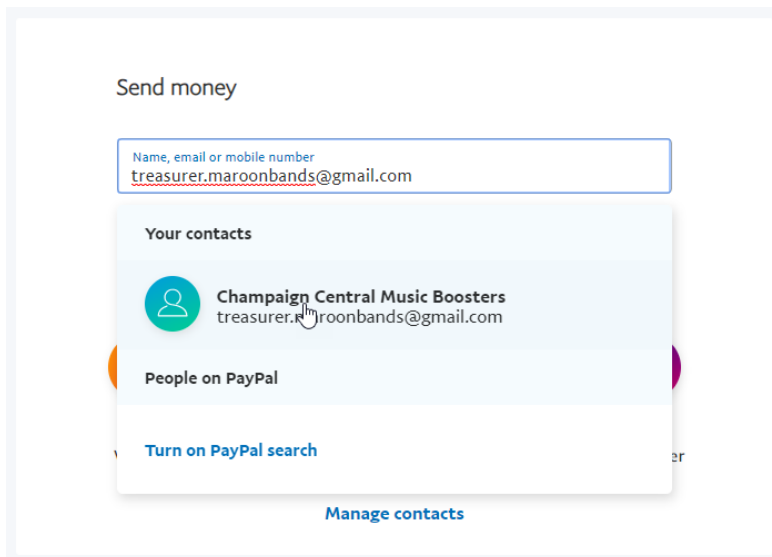 Send money
Name, email or mobile number
treasurer.maroonbands@gmail.com
Your contacts
Champaign Central Music Boosters
treasurer.maroonbands@gmail.com
People on PayPal
Turn on PayPal search
er
Manage contacts